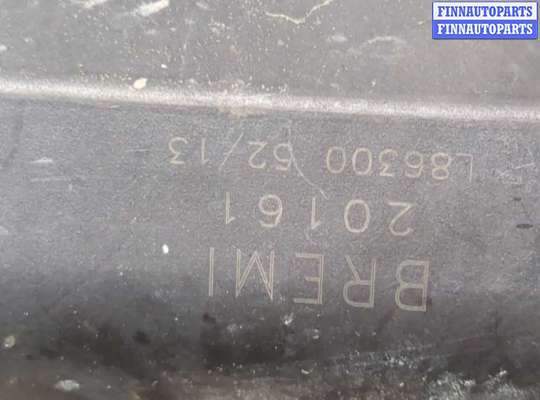 FINNAUTOPARTS
FINNAUTOPARTS
BREMI
20161
L86300 52/13